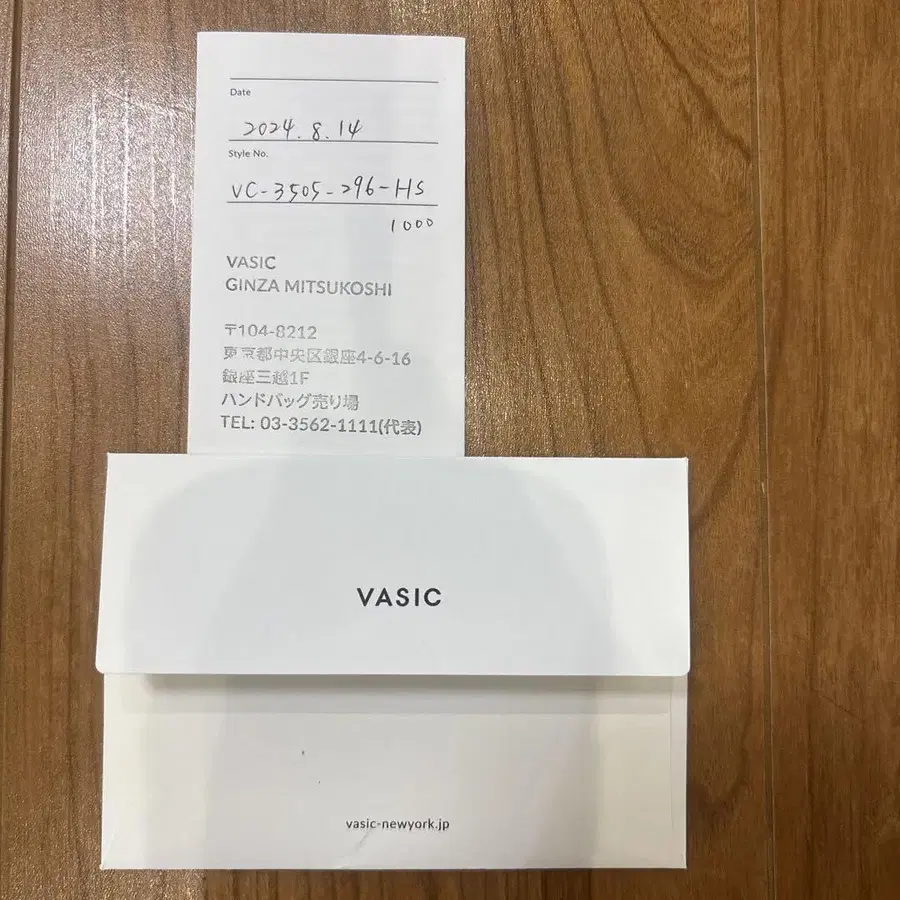 Date
2024.8.14
Style No.
VC-3505-296-HS
1000
VASIC
GINZA MITSUKOSHI
〒104-8212
東京都中央区銀座4-6-16
銀座三越1F
ハンドバッグ売り場
TEL: 03-3562-1111(代表)
VASIC
vasic-newyork.jp